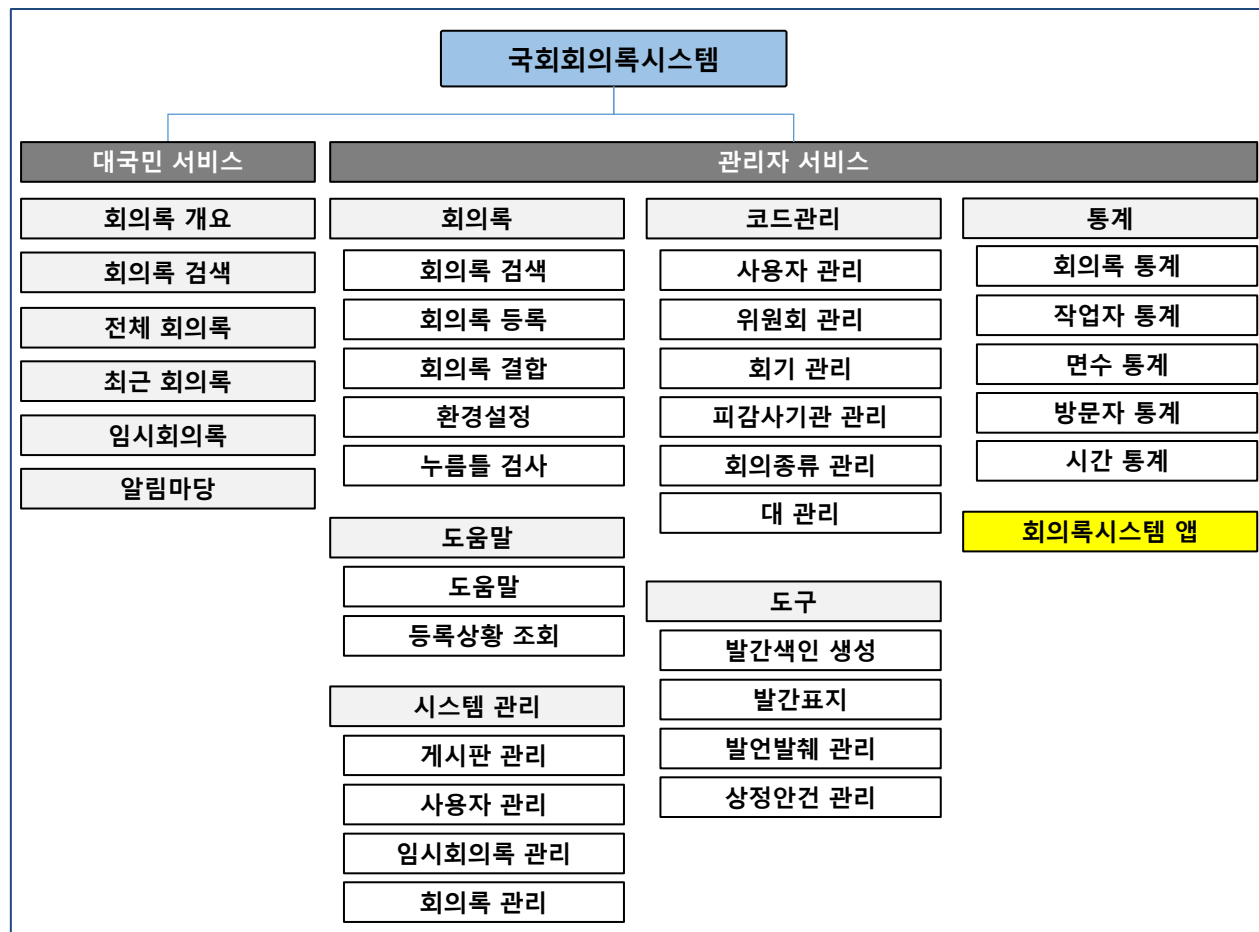 국회회의록시스템
대국민 서비스
회의록 개요
회의록 검색
전체 회의록
최근 회의록
임시회의록
알림마당
관리자 서비스
회의록
회의록 검색
회의록 등록
회의록 결합
환경설정
누름틀 검사
도움말
도움말
등록상황 조회
시스템 관리
게시판 관리
사용자 관리
임시회의록 관리
회의록 관리
코드관리
사용자 관리
위원회 관리
회기 관리
피감사기관 관리
회의종류 관리
대 관리
도구
발간색인 생성
발간표지
발언발췌 관리
상정안건 관리
통계
회의록 통계
작업자 통계
면수 통계
방문자 통계
시간 통계
회의록시스템 앱